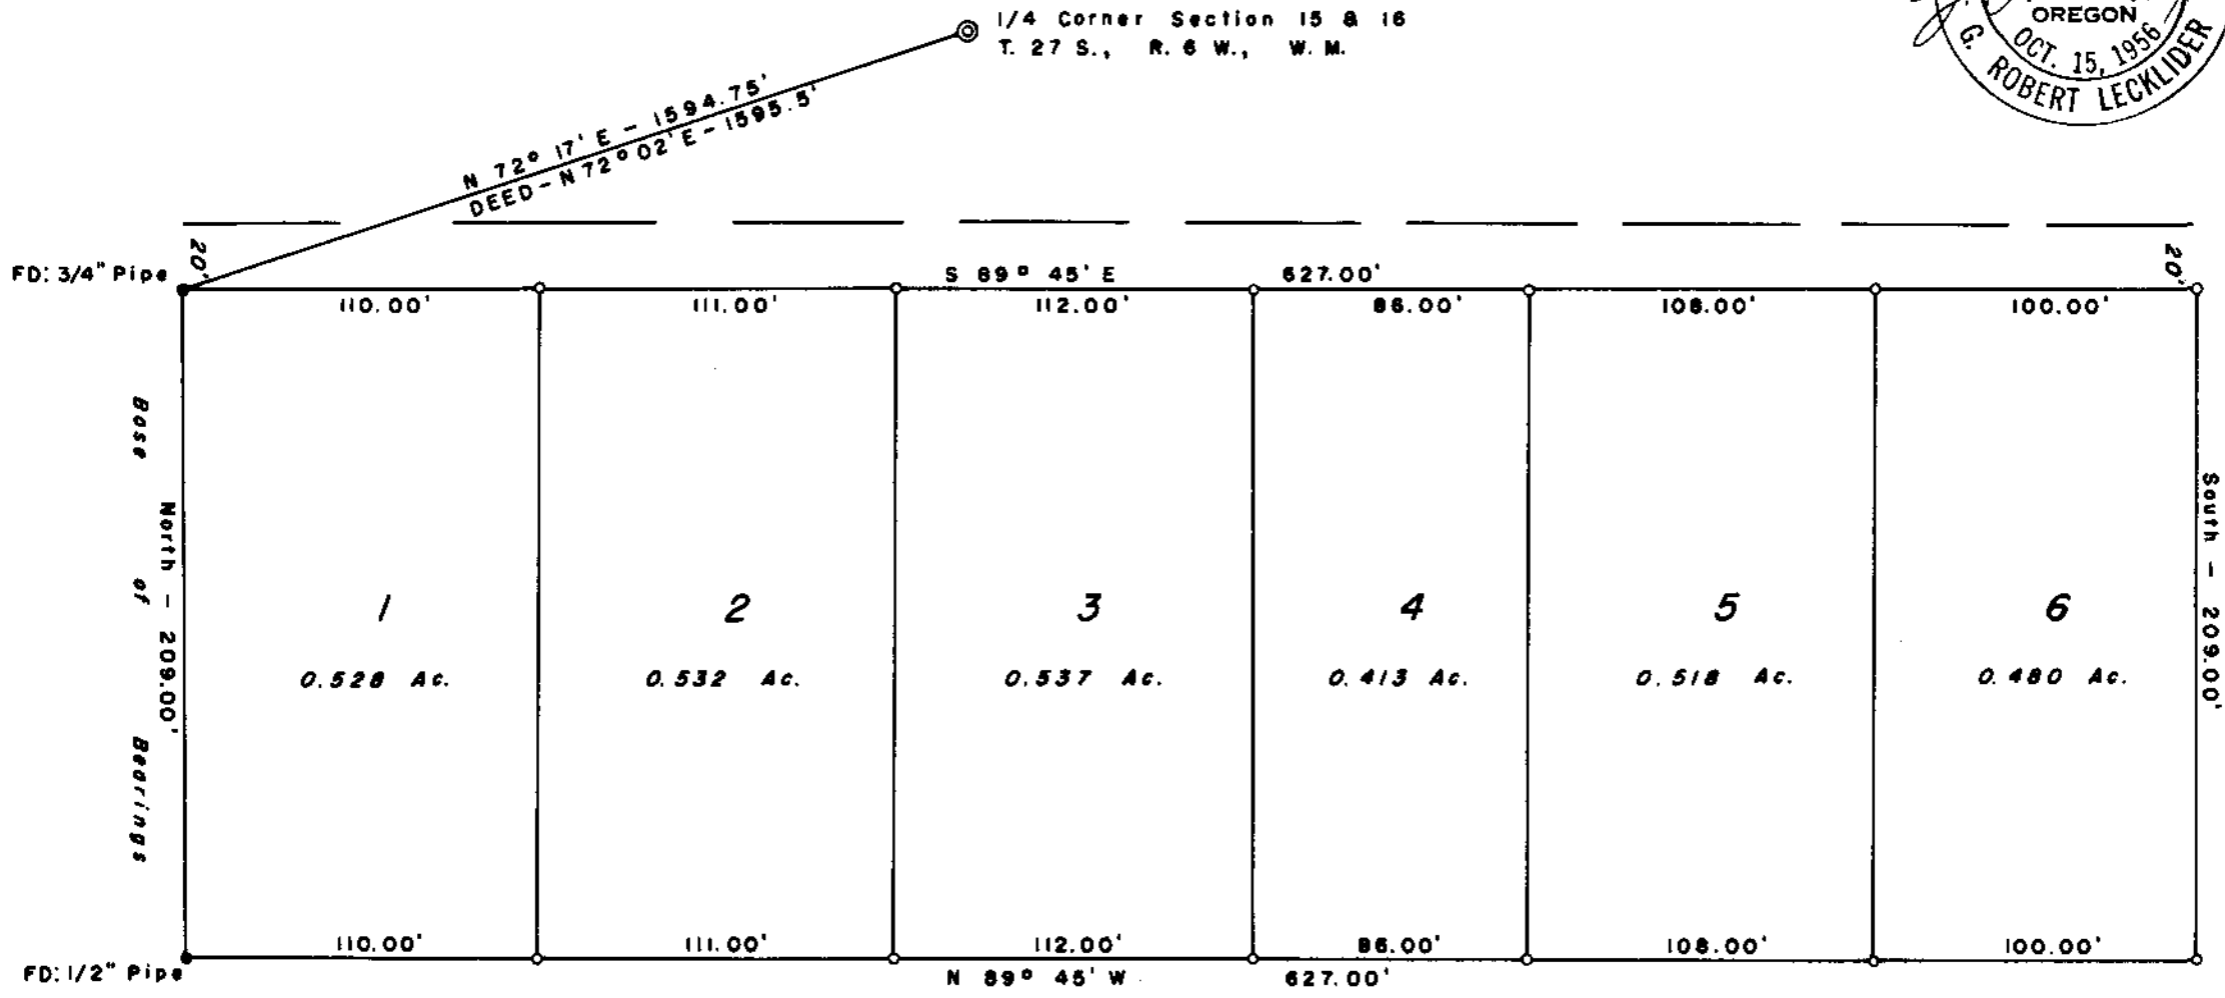 1/4 Corner Section 15 & 16
T. 27 S., R. 6 W., W. M.
OREGON
OCT. 15, 1956
G. ROBERT LECKLIDER
N 72° 17' E - 1594.75'
DEED - N 72° 02' E - 1595.5'
20'
20'
FD: 3/4" Pipe
S 89° 45' E 627.00'
110.00'
111.00'
112.00'
86.00'
108.00'
100.00'
Base of Bearings
North - 209.00'
South - 209.00'
1
2
3
4
5
6
0.528 Ac.
0.532 Ac.
0.537 Ac.
0.413 Ac.
0.518 Ac.
0.480 Ac.
110.00'
111.00'
112.00'
86.00'
108.00'
100.00'
FD: 1/2" Pipe
N 89° 45' W 627.00'